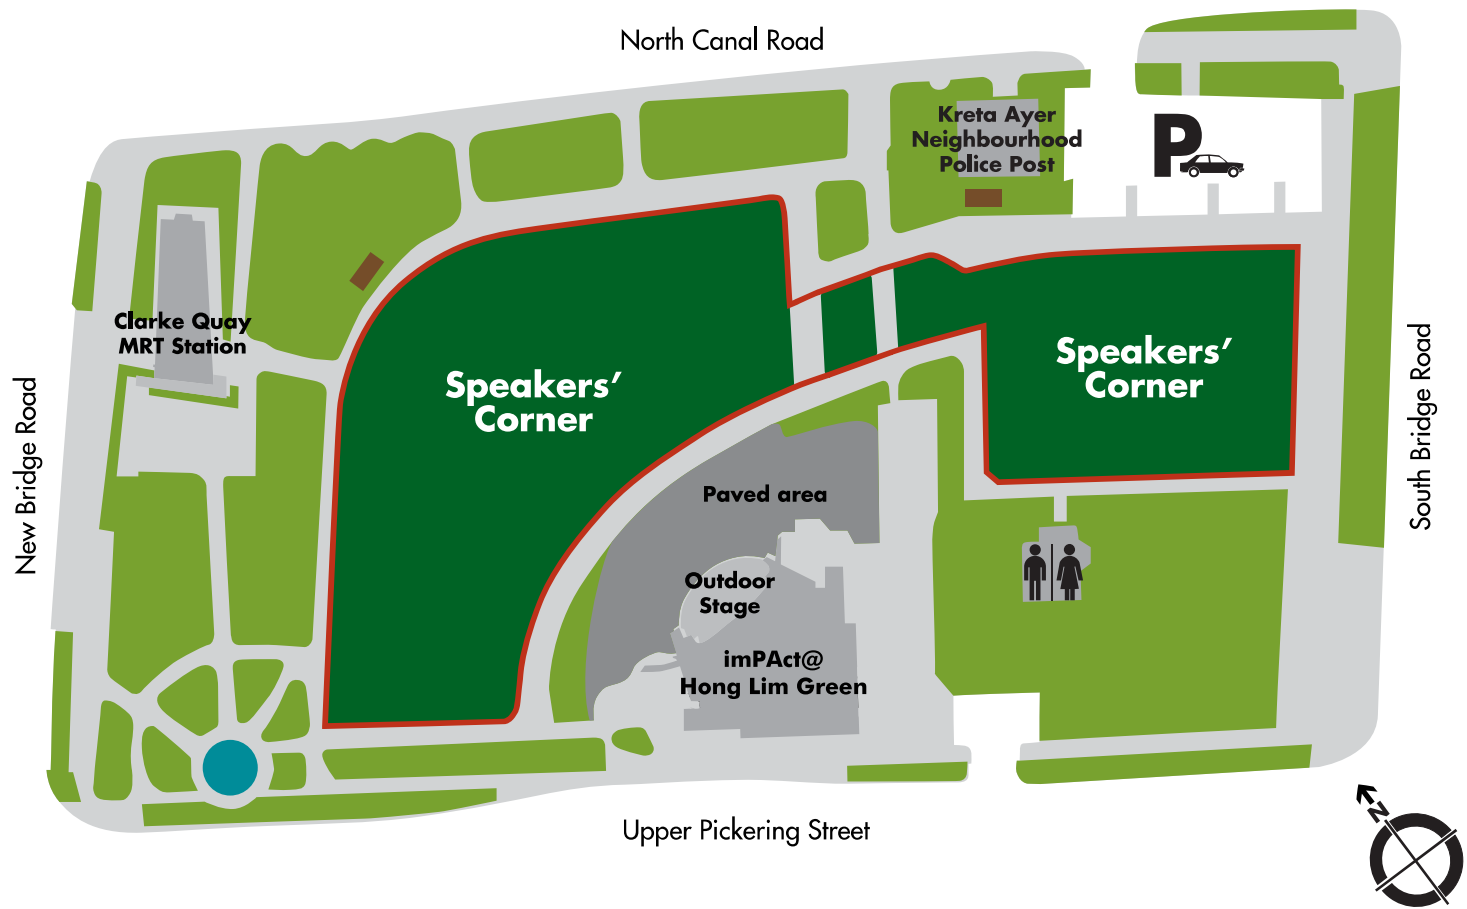 North Canal Road
Kreta Ayer
Neighbourhood
Police Post
P
Clarke Quay
MRT Station
Speakers’
Corner
Speakers’
Corner
New Bridge Road
South Bridge Road
Paved area
Outdoor
Stage
imPAct@
Hong Lim Green
Upper Pickering Street
N